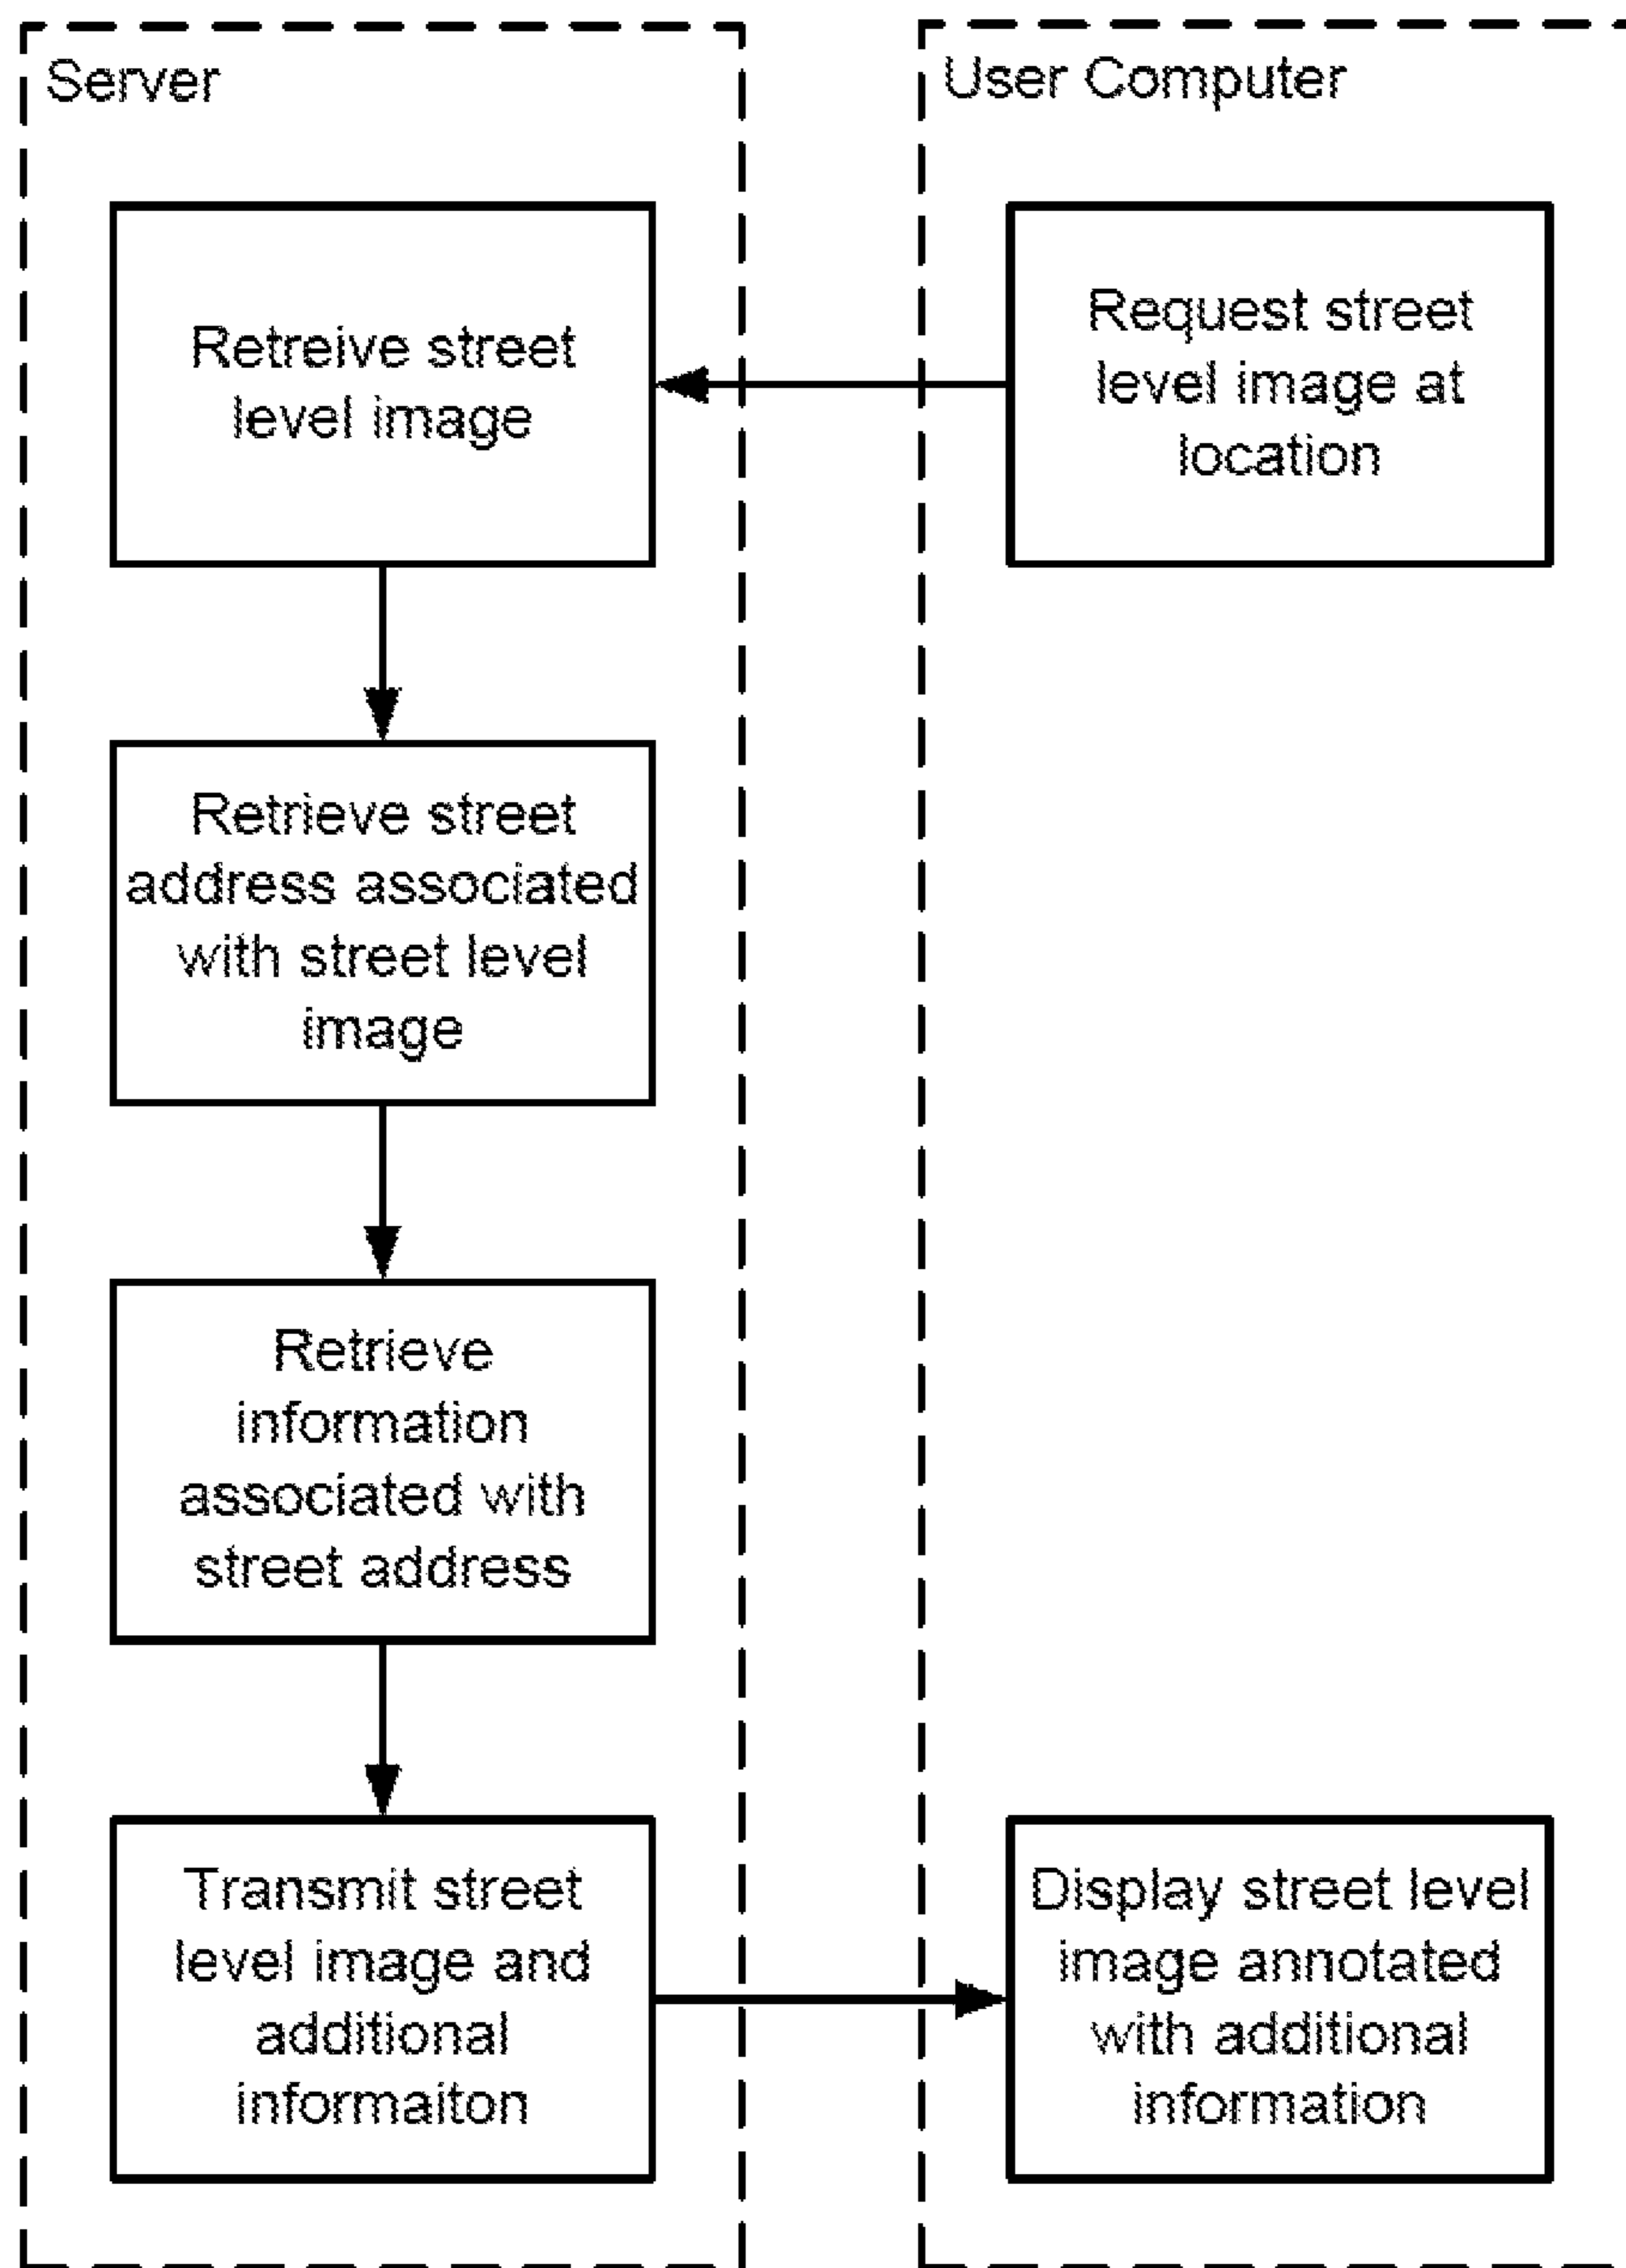 Server
Retreive street
level image
Retrieve street
address associated
with street level
image
Retrieve
information
associated with
street address
Transmit street
level image and
additional
informaiton
User Computer
Request street
level image at
location
Display street level
image annotated
with additional
information